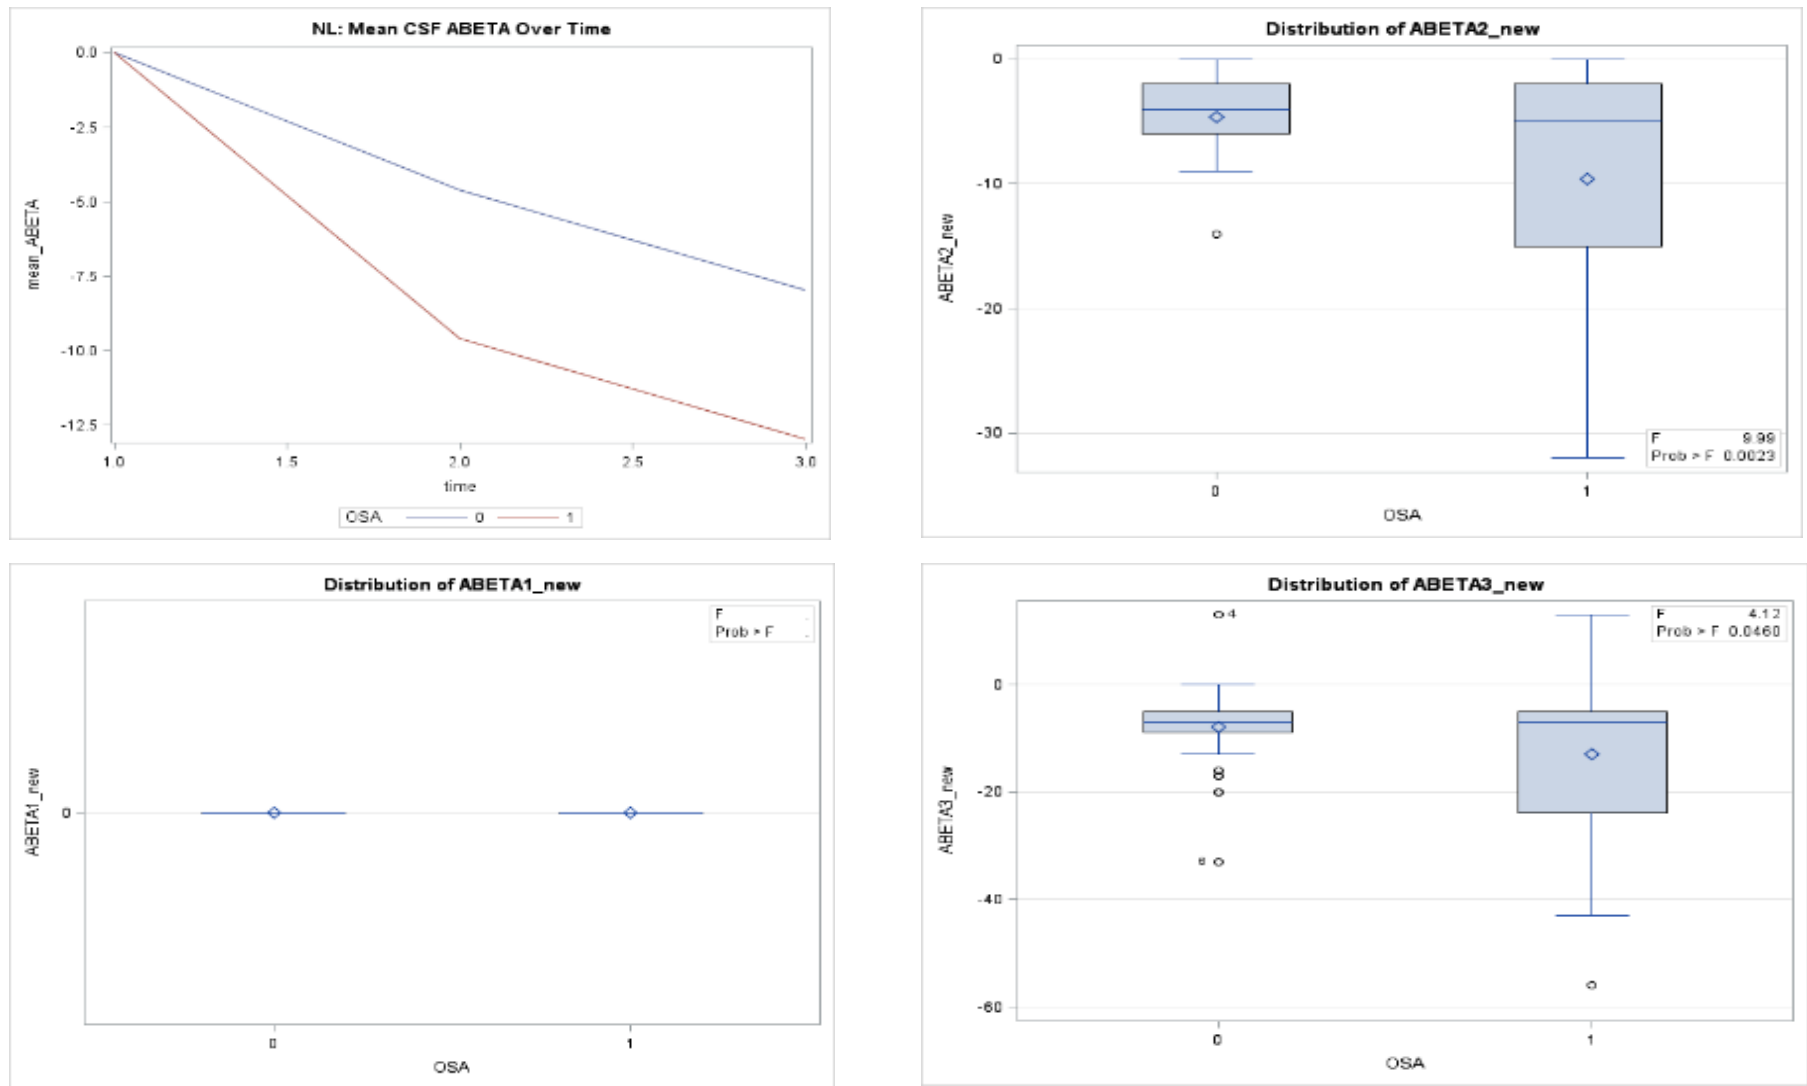 NL: Mean CSF ABETA Over Time
mean_ABETA
0.0
-2.5
-5.0
-7.5
-10.0
-12.5
1.0 1.5 2.0 2.5 3.0
time
OSA 0 1
Distribution of ABETA2_new
ABETA2_new
0
-10
-20
-30
F 9.99
Prob > F 0.0023
0 1
OSA
Distribution of ABETA1_new
ABETA1_new
F .
Prob > F .
0
0 1
OSA
Distribution of ABETA3_new
ABETA3_new
F 4.12
Prob > F 0.0460
4
0
-20
-40
-60
0 1
OSA